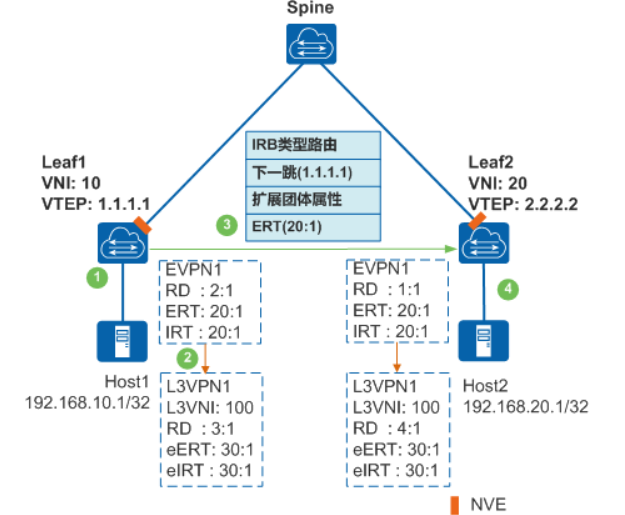 Spine
Leaf1
VNI: 10
VTEP: 1.1.1.1
IRB类型路由
下一跳(1.1.1.1)
扩展团体属性
ERT(20:1)
Leaf2
VNI: 20
VTEP: 2.2.2.2
3
1
EVPN1
RD : 2:1
ERT: 20:1
IRT : 20:1
EVPN1
RD : 1:1
ERT: 20:1
IRT : 20:1
4
2
Host1
192.168.10.1/32
L3VPN1
L3VNI: 100
RD : 3:1
eERT: 30:1
eIRT : 30:1
L3VPN1
L3VNI: 100
RD : 4:1
eERT: 30:1
eIRT : 30:1
Host2
192.168.20.1/32
NVE